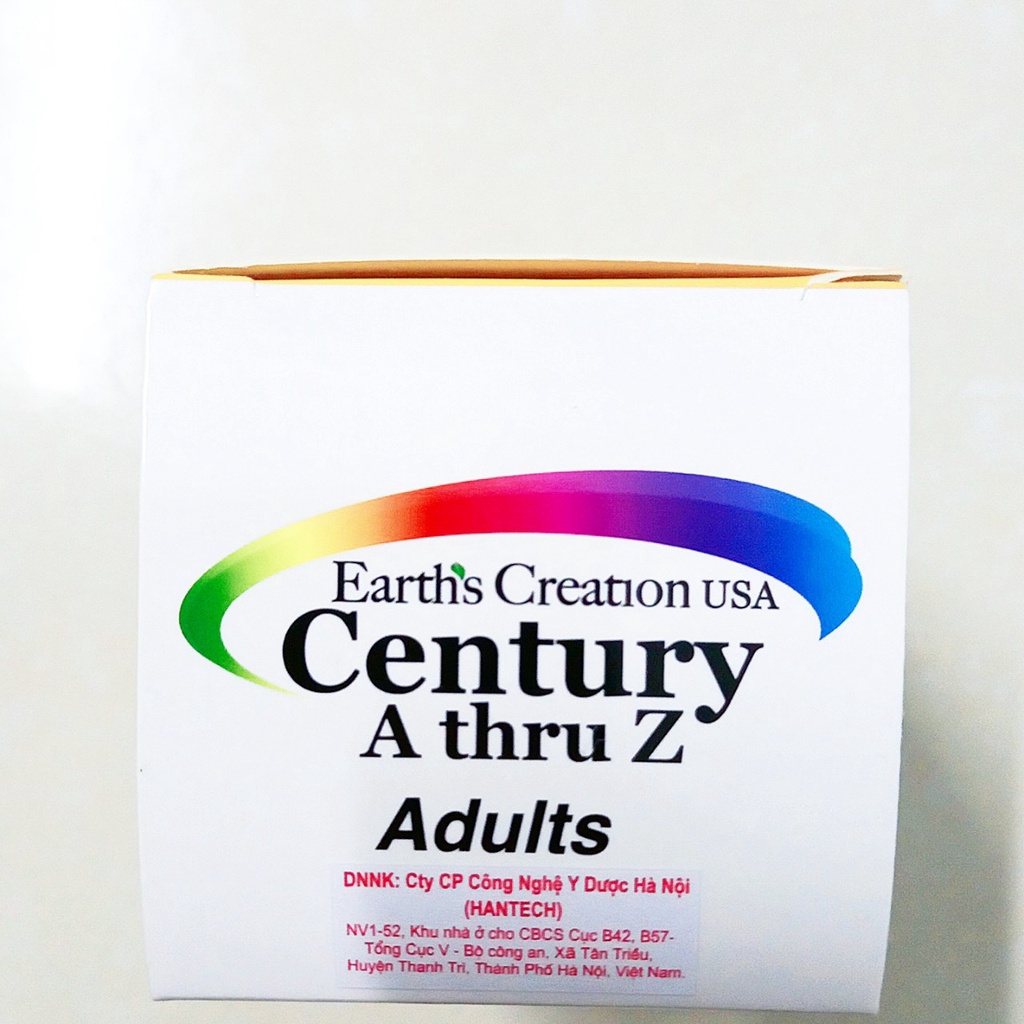 Earth's Creation USA
Century
A thru Z
Adults
DNNK: Cty CP Công Nghệ Y Dược Hà Nội
(HANTECH)
NV1-52, Khu nhà ở cho CBCS Cục B42, B57-
Tổng Cục V - Bộ công an, Xã Tân Triều,
Huyện Thanh Trì, Thành Phố Hà Nội, Việt Nam.